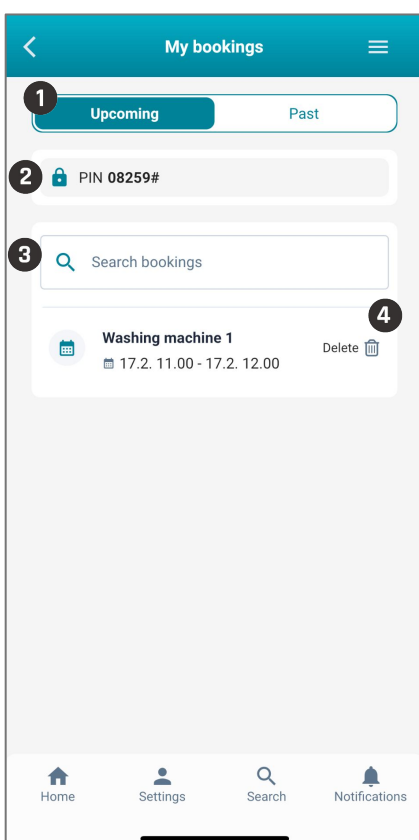 My bookings
1
Upcoming Past
2 PIN 08259#
3 Search bookings
4
Washing machine 1
17.2. 11.00 - 17.2. 12.00
Delete
Home Settings Search Notifications